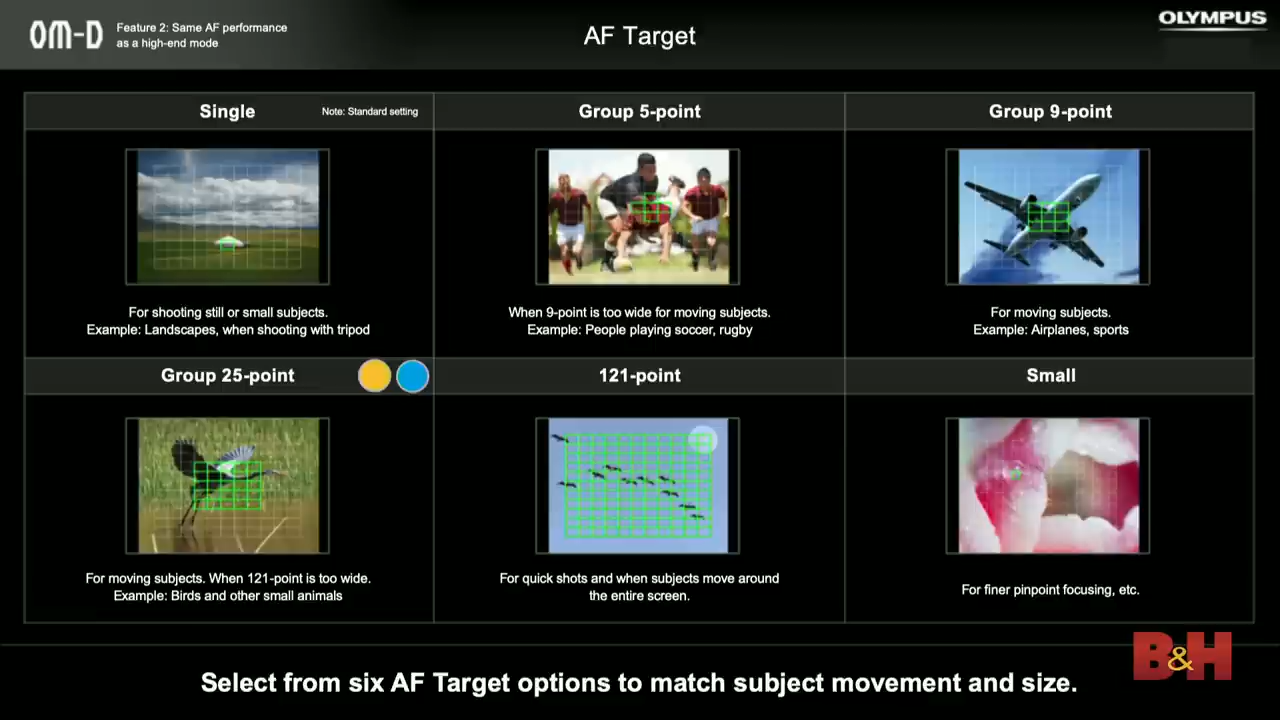 OM-D
Feature 2: Same AF performance
as a high-end mode
AF Target
OLYMPUS
Single
Note: Standard setting
Group 5-point
Group 9-point
For shooting still or small subjects.
Example: Landscapes, when shooting with tripod
When 9-point is too wide for moving subjects.
Example: People playing soccer, rugby
For moving subjects.
Example: Airplanes, sports
Group 25-point
121-point
Small
For moving subjects. When 121-point is too wide.
Example: Birds and other small animals
For quick shots and when subjects move around
the entire screen.
For finer pinpoint focusing, etc.
B&H
Select from six AF Target options to match subject movement and size.